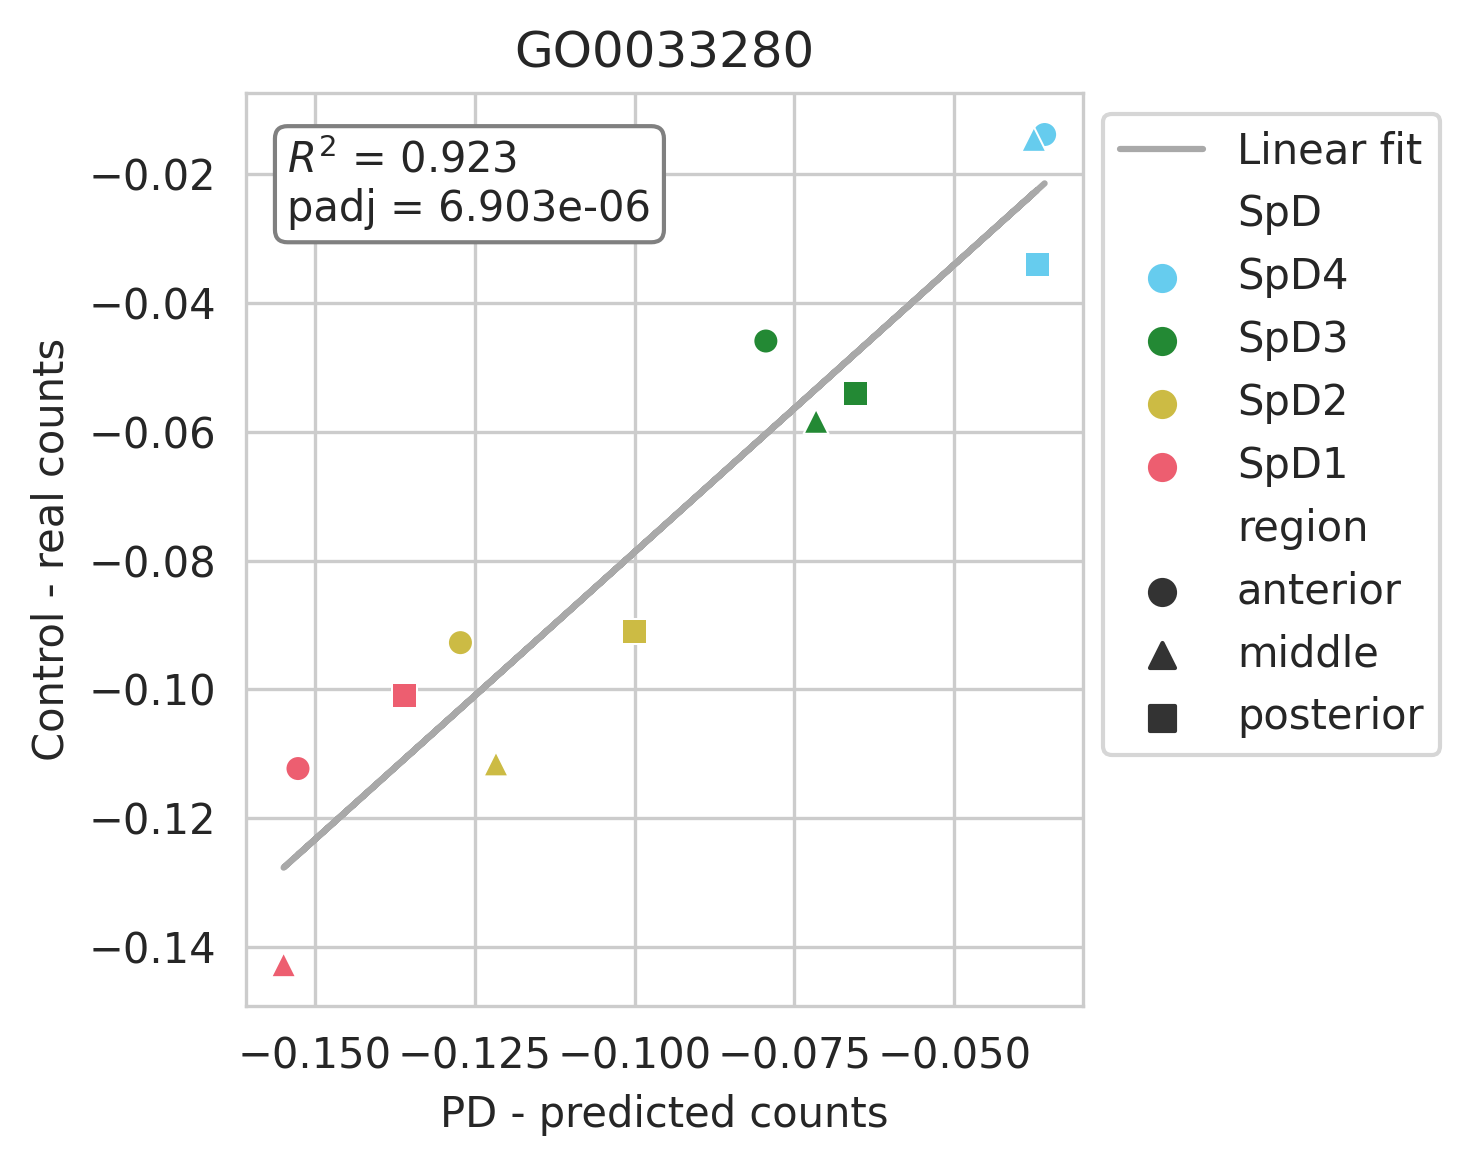 GO0033280
R² = 0.923
padj = 6.903e-06
Control - real counts
−0.02
−0.04
−0.06
−0.08
−0.10
−0.12
−0.14
−0.150 −0.125 −0.100 −0.075 −0.050
PD - predicted counts
Linear fit
SpD
SpD4
SpD3
SpD2
SpD1
region
anterior
middle
posterior